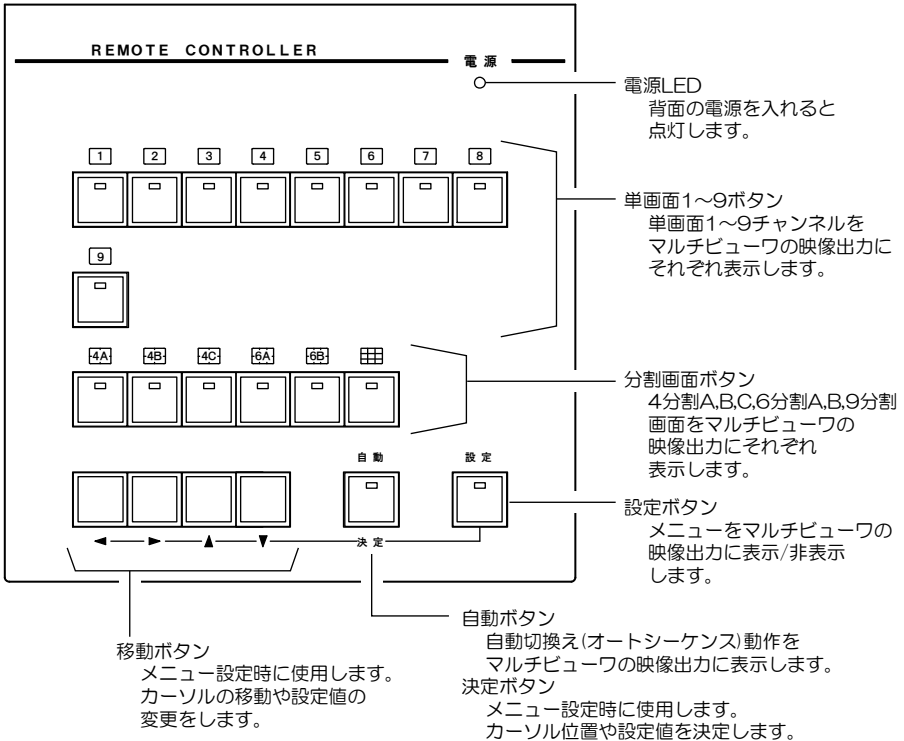 REMOTE CONTROLLER
電源
電源LED
背面の電源を入れると
点灯します。
1 2 3 4 5 6 7 8
単画面1～9ボタン
単画面1～9チャンネルを
マルチビューワの映像出力に
それぞれ表示します。
9
4A 4B 4C 6A 6B
分割画面ボタン
4分割A,B,C,6分割A,B,9分割
画面をマルチビューワの
映像出力にそれぞれ
表示します。
自動 設定
設定ボタン
メニューをマルチビューワの
映像出力に表示/非表示
します。
◀ ▶ ▲ ▼ 決定
自動ボタン
自動切換え(オートシーケンス)動作を
マルチビューワの映像出力に表示します。
決定ボタン
メニュー設定時に使用します。
カーソル位置や設定値を決定します。
移動ボタン
メニュー設定時に使用します。
カーソルの移動や設定値の
変更をします。